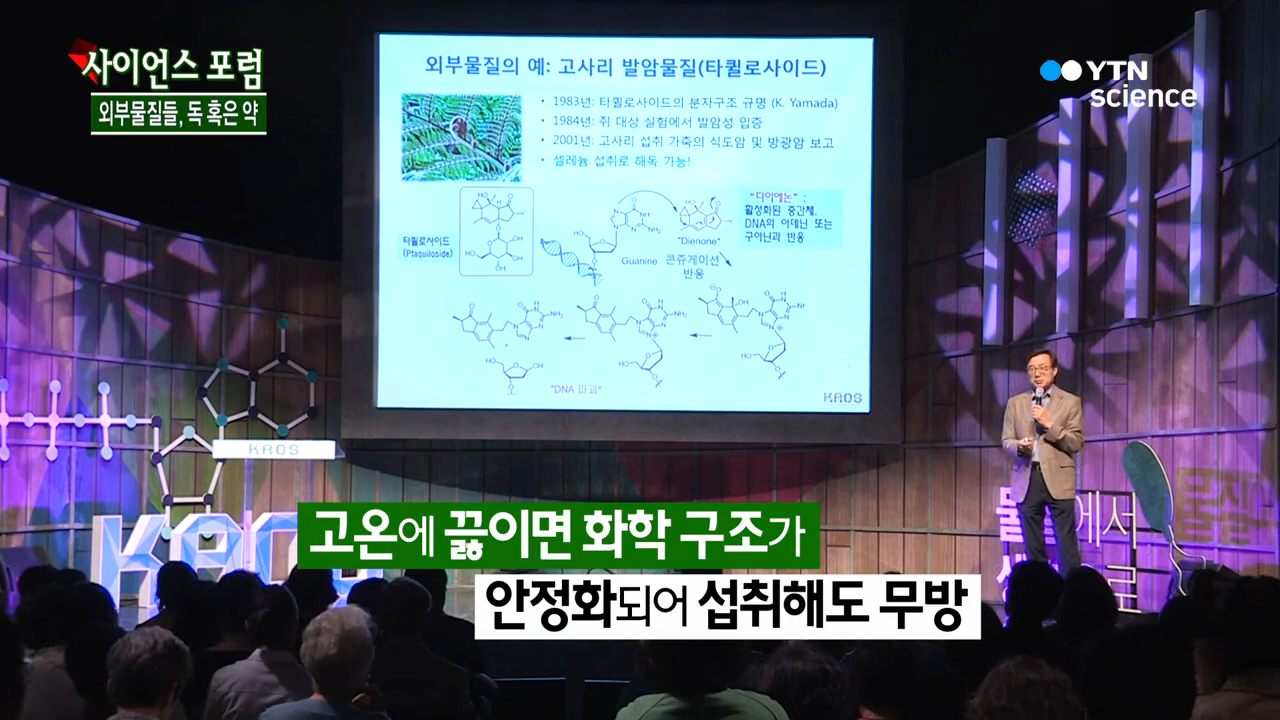 사이언스 포럼
외부물질들, 독 혹은 약
YTN
science
외부물질의 예: 고사리 발암물질(타퀼로사이드)
• 1983년: 타퀼로사이드의 분자구조 규명 (K. Yamada)
• 1984년: 쥐 대상 실험에서 발암성 입증
• 2001년: 고사리 섭취 가축의 식도암 및 방광암 보고
• 셀레늄 섭취로 해독 가능!
타퀼로사이드
(Ptaquiloside)
Guanine
"Dienone"
콘쥬게이션
반응
"다이에논" :
활성화된 중간체.
DNA의 아데닌 또는
구아닌과 반응
"DNA 파괴"
KAOS
KAOS
KAOS
고온에 끓이면 화학 구조가
안정화되어 섭취해도 무방
에서
로